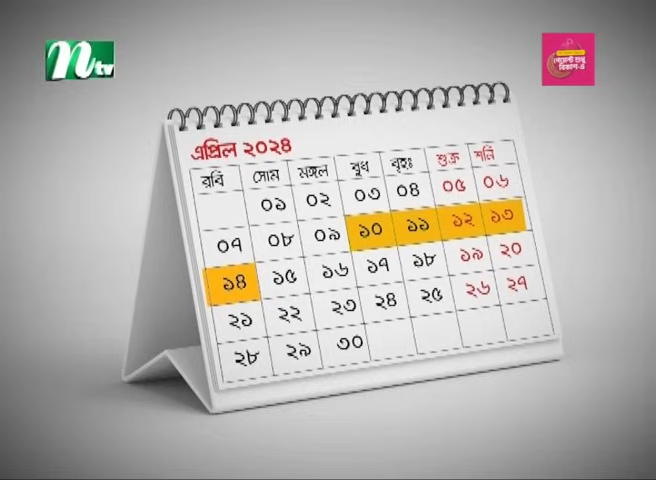 ntv
পেমেন্ট শুধু
বিকাশ-এ
এপ্রিল ২০২৪
রবি সোম মঙ্গল বুধ বৃহঃ শুক্র শনি
০১ ০২ ০৩ ০৪ ০৫ ০৬
০৭ ০৮ ০৯ ১০ ১১ ১২ ১৩
১৪ ১৫ ১৬ ১৭ ১৮ ১৯ ২০
২১ ২২ ২৩ ২৪ ২৫ ২৬ ২৭
২৮ ২৯ ৩০